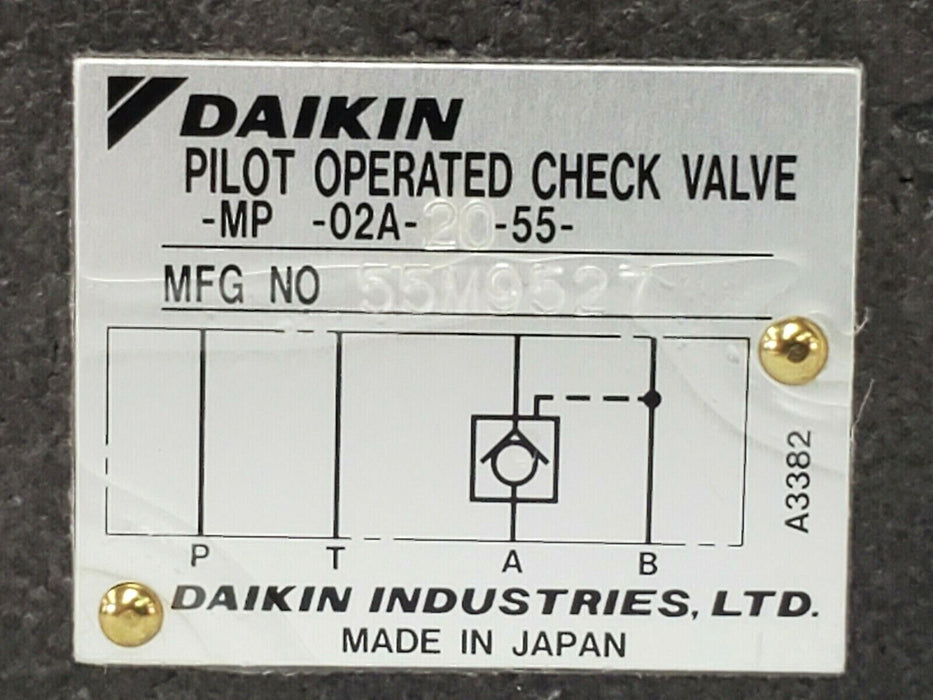 DAIKIN
PILOT OPERATED CHECK VALVE
-MP -02A-20-55-
MFG NO 55M9527
P T A B
A3382
DAIKIN INDUSTRIES, LTD.
MADE IN JAPAN